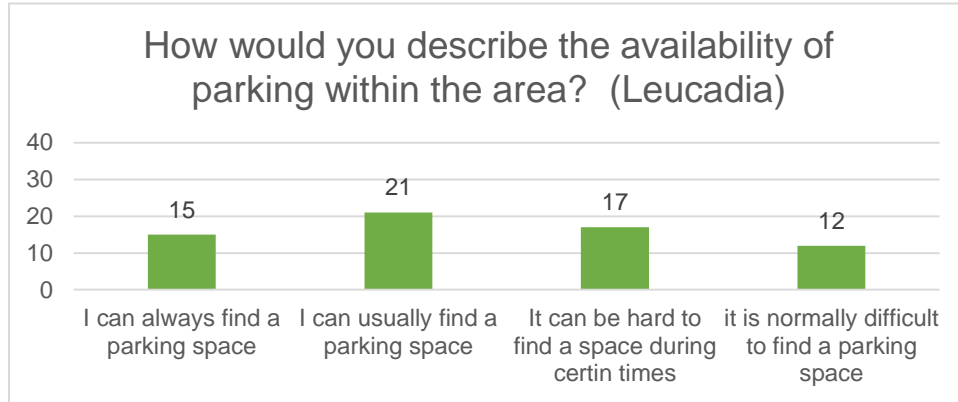 How would you describe the availability of
parking within the area?  (Leucadia)
40
30
20
10
0
15
21
17
12
I can always find a
parking space
I can usually find a
parking space
It can be hard to
find a space during
certin times
it is normally difficult
to find a parking
space